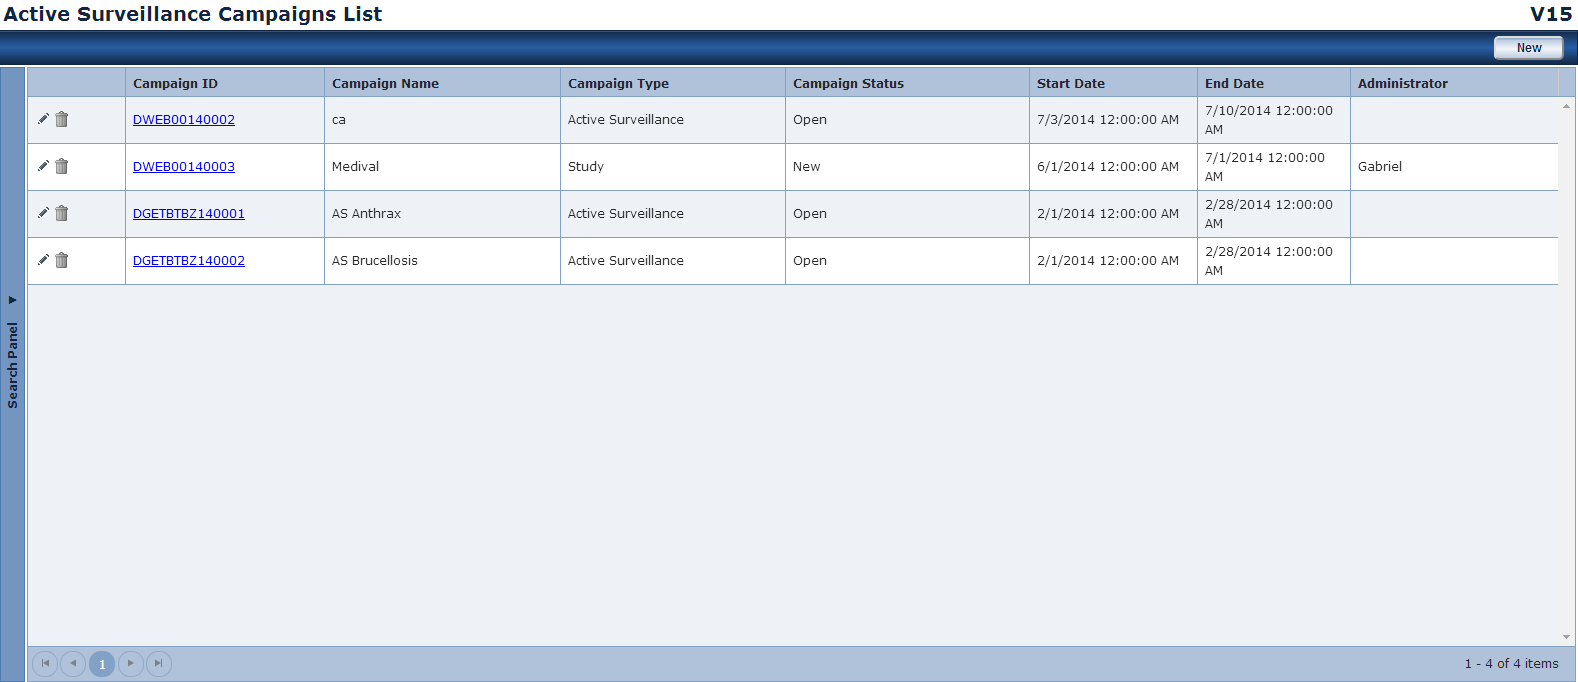 Active Surveillance Campaigns List V15
New
Campaign ID Campaign Name Campaign Type Campaign Status Start Date End Date Administrator
DWEB00140002 ca Active Surveillance Open 7/3/2014 12:00:00 AM 7/10/2014 12:00:00
AM
DWEB00140003 Medival Study New 6/1/2014 12:00:00 AM 7/1/2014 12:00:00 Gabriel
AM
DGETBTBZ140001 AS Anthrax Active Surveillance Open 2/1/2014 12:00:00 AM 2/28/2014 12:00:00
AM
DGETBTBZ140002 AS Brucellosis Active Surveillance Open 2/1/2014 12:00:00 AM 2/28/2014 12:00:00
AM
Search Panel
1 1 - 4 of 4 items